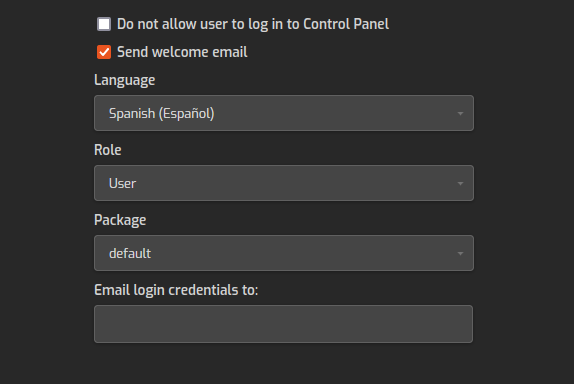 Do not allow user to log in to Control Panel
Send welcome email
Language
Spanish (Español)
Role
User
Package
default
Email login credentials to: